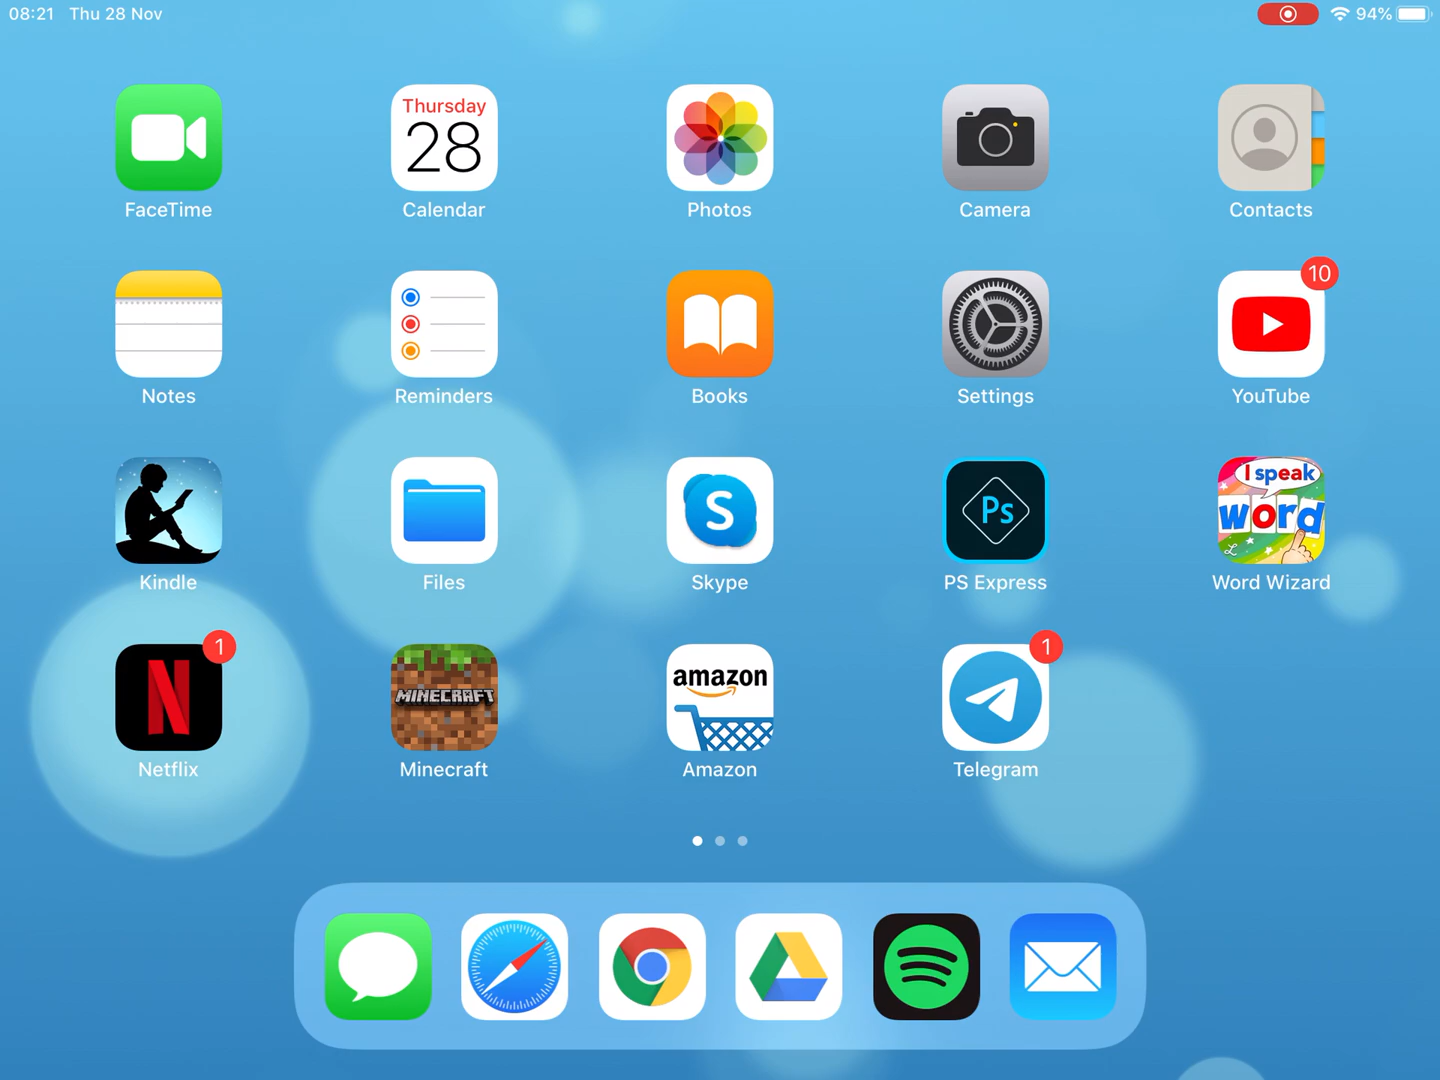 08:21 Thu 28 Nov 94%
Thursday
28
FaceTime Calendar Photos Camera Contacts
10
Notes Reminders Books Settings YouTube
S Ps I speak
word
Kindle Files Skype PS Express Word Wizard
1 1
N MINECRAFT amazon
Netflix Minecraft Amazon Telegram